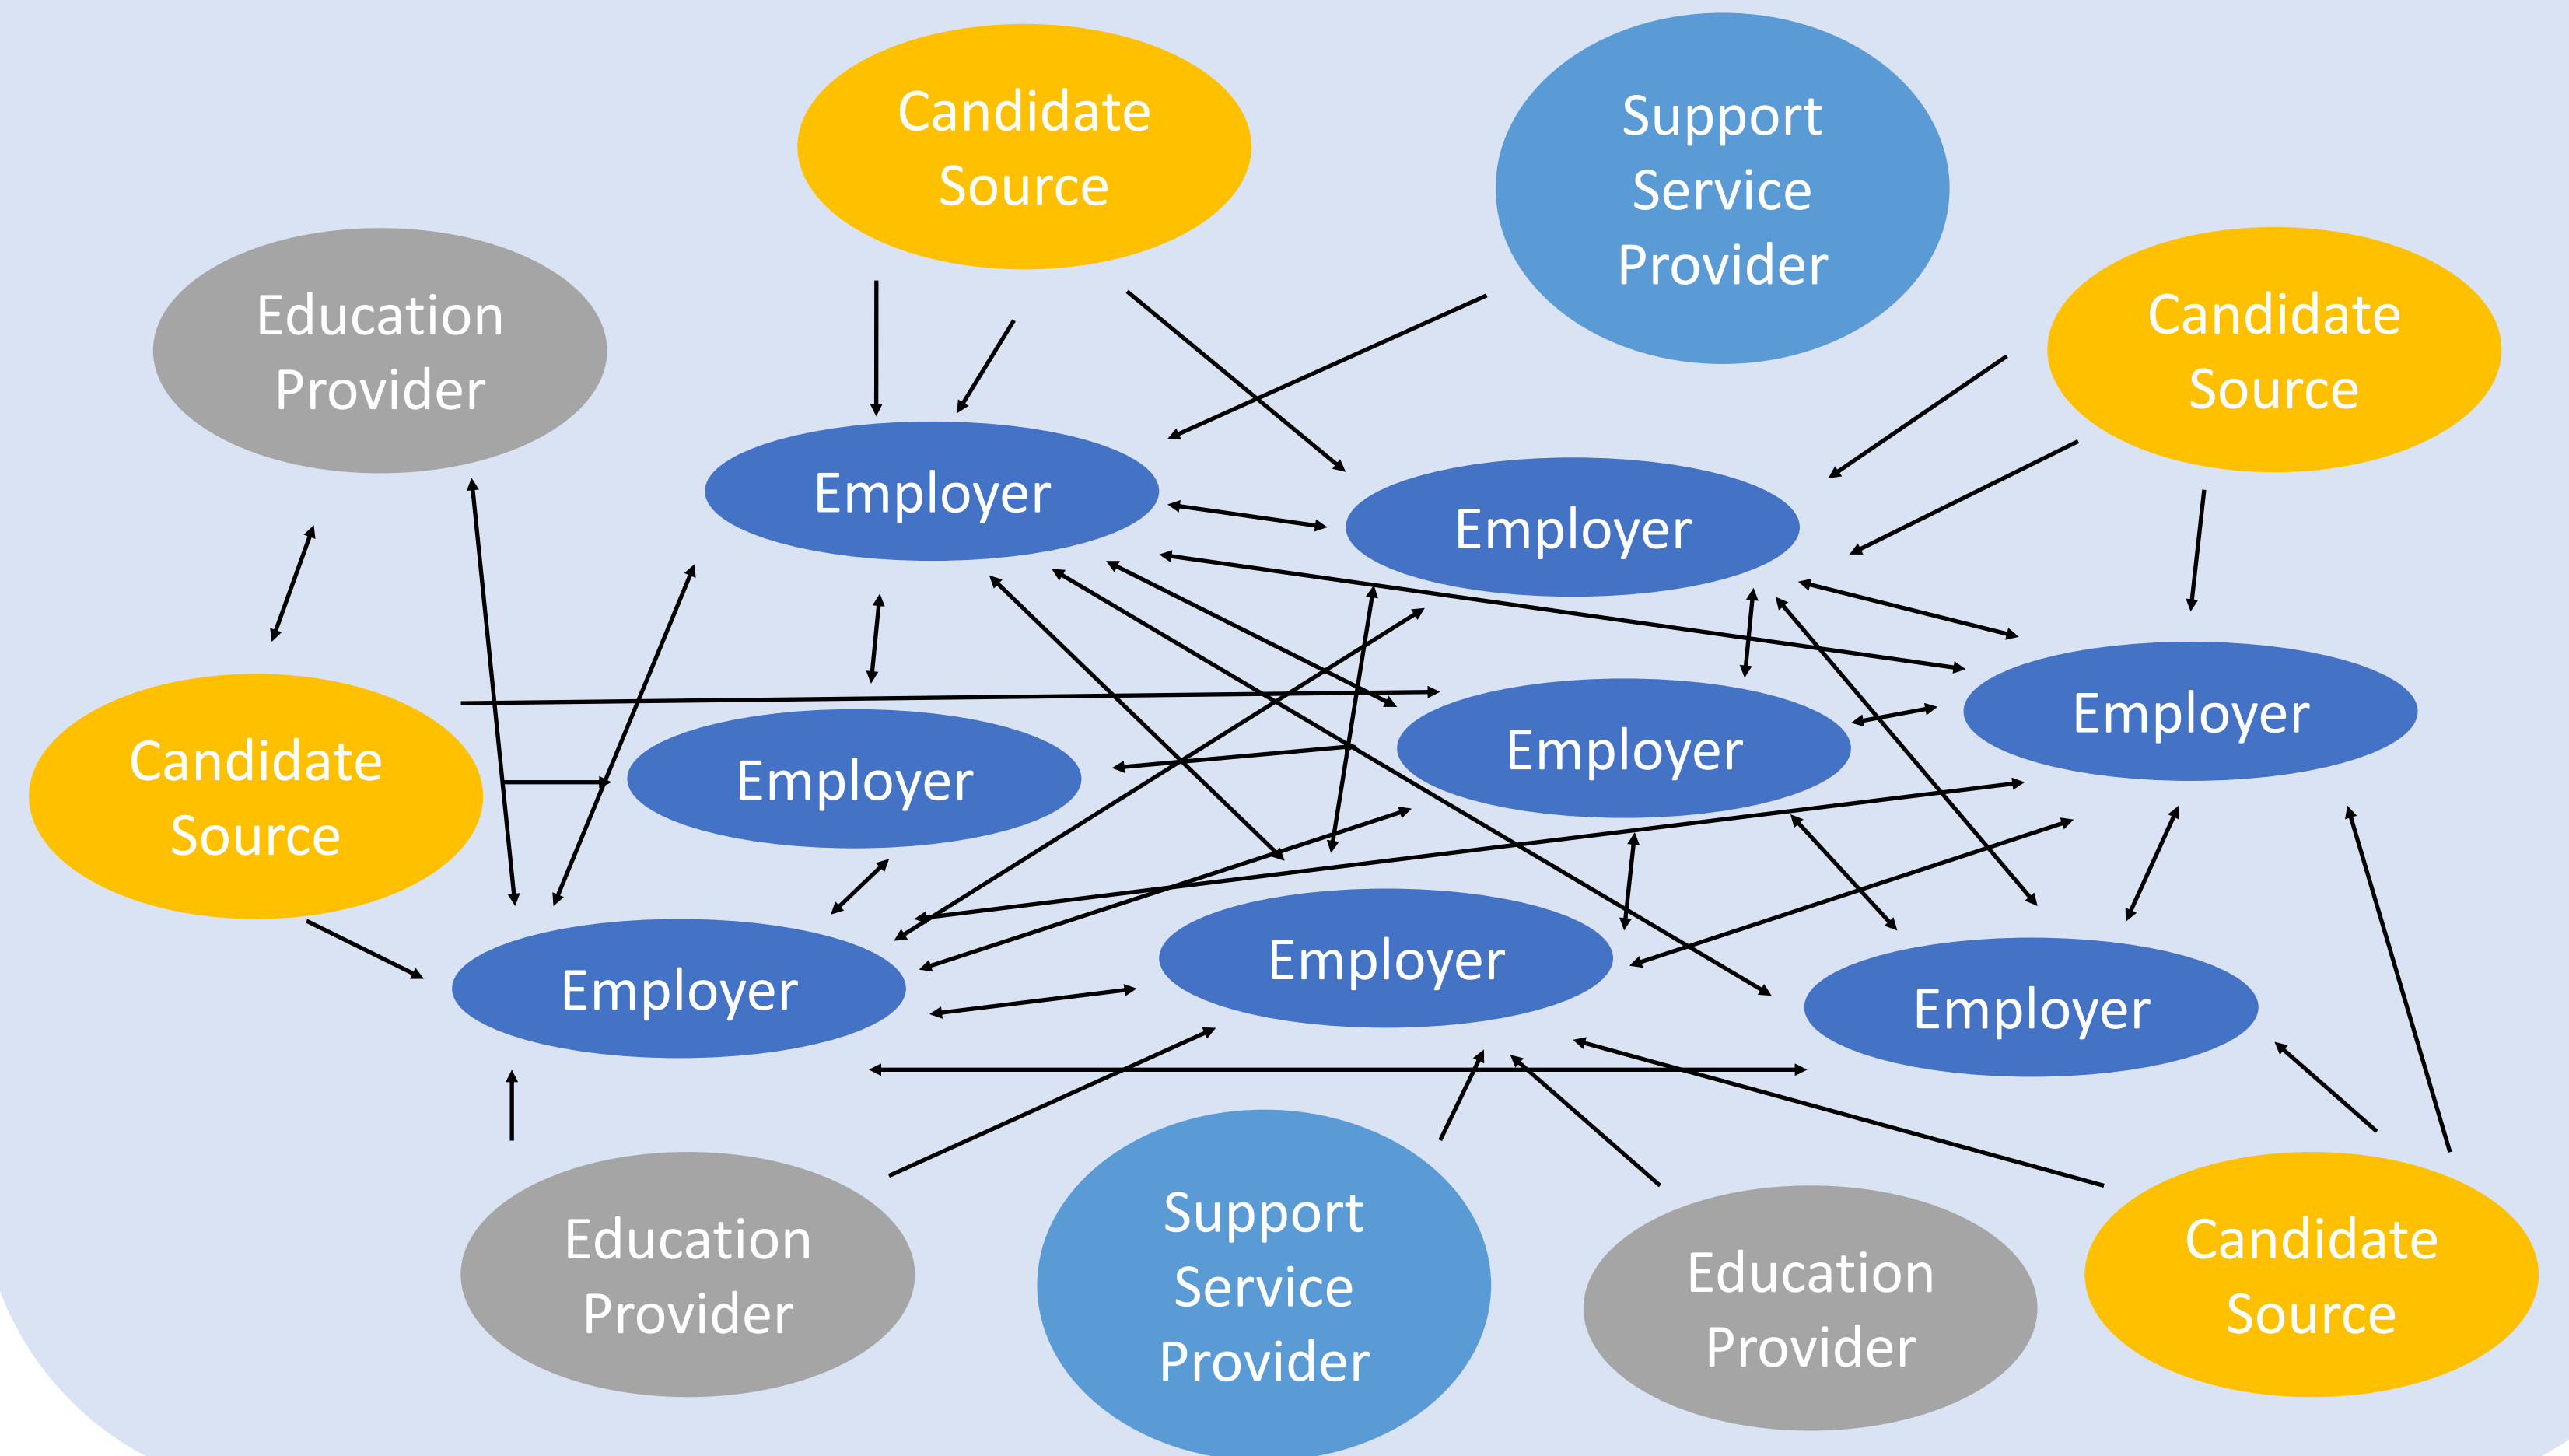 Candidate
Source
Support
Service
Provider
Education
Provider
Candidate
Source
Employer
Employer
Employer
Employer
Employer
Candidate
Source
Employer
Employer
Employer
Education
Provider
Support
Service
Provider
Education
Provider
Candidate
Source